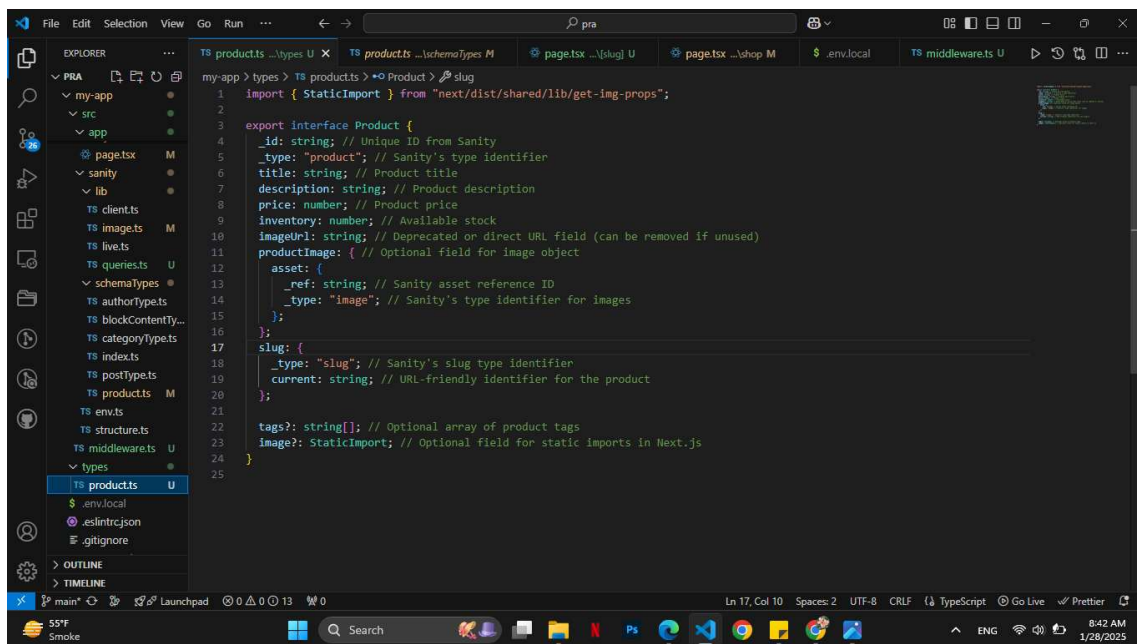 File Edit Selection View Go Run ... pra
EXPLORER ...
PRA
my-app
src
app
page.tsx M
sanity
lib
TS client.ts
TS image.ts M
TS live.ts
TS queries.ts U
schemaTypes
TS authorType.ts
TS blockContentTy...
TS categoryType.ts
TS index.ts
TS postType.ts
TS product.ts M
TS env.ts
TS structure.ts
TS middleware.ts U
types
TS product.ts U
$ .env.local
.eslintrc.json
.gitignore
OUTLINE
TIMELINE
26
TS product.ts ...\types U TS product.ts ...\schemaTypes M page.tsx ...\[slug] U page.tsx ...\shop M $ .env.local TS middleware.ts U ...
my-app > types > TS product.ts > Product > slug
1 import { StaticImport } from "next/dist/shared/lib/get-img-props";
2
3 export interface Product {
4 _id: string; // Unique ID from Sanity
5 _type: "product"; // Sanity's type identifier
6 title: string; // Product title
7 description: string; // Product description
8 price: number; // Product price
9 inventory: number; // Available stock
10 imageUrl: string; // Deprecated or direct URL field (can be removed if unused)
11 productImage: { // Optional field for image object
12 asset: {
13 _ref: string; // Sanity asset reference ID
14 _type: "image"; // Sanity's type identifier for images
15 };
16 };
17 slug: {
18 _type: "slug"; // Sanity's slug type identifier
19 current: string; // URL-friendly identifier for the product
20 };
21
22 tags?: string[]; // Optional array of product tags
23 image?: StaticImport; // Optional field for static imports in Next.js
24 }
25
main* Launchpad 0 0 13 0 Ln 17, Col 10 Spaces: 2 UTF-8 CRLF {} TypeScript Go Live Prettier
55°F
Smoke
Search
N Ps
ENG
8:42 AM
1/28/2025